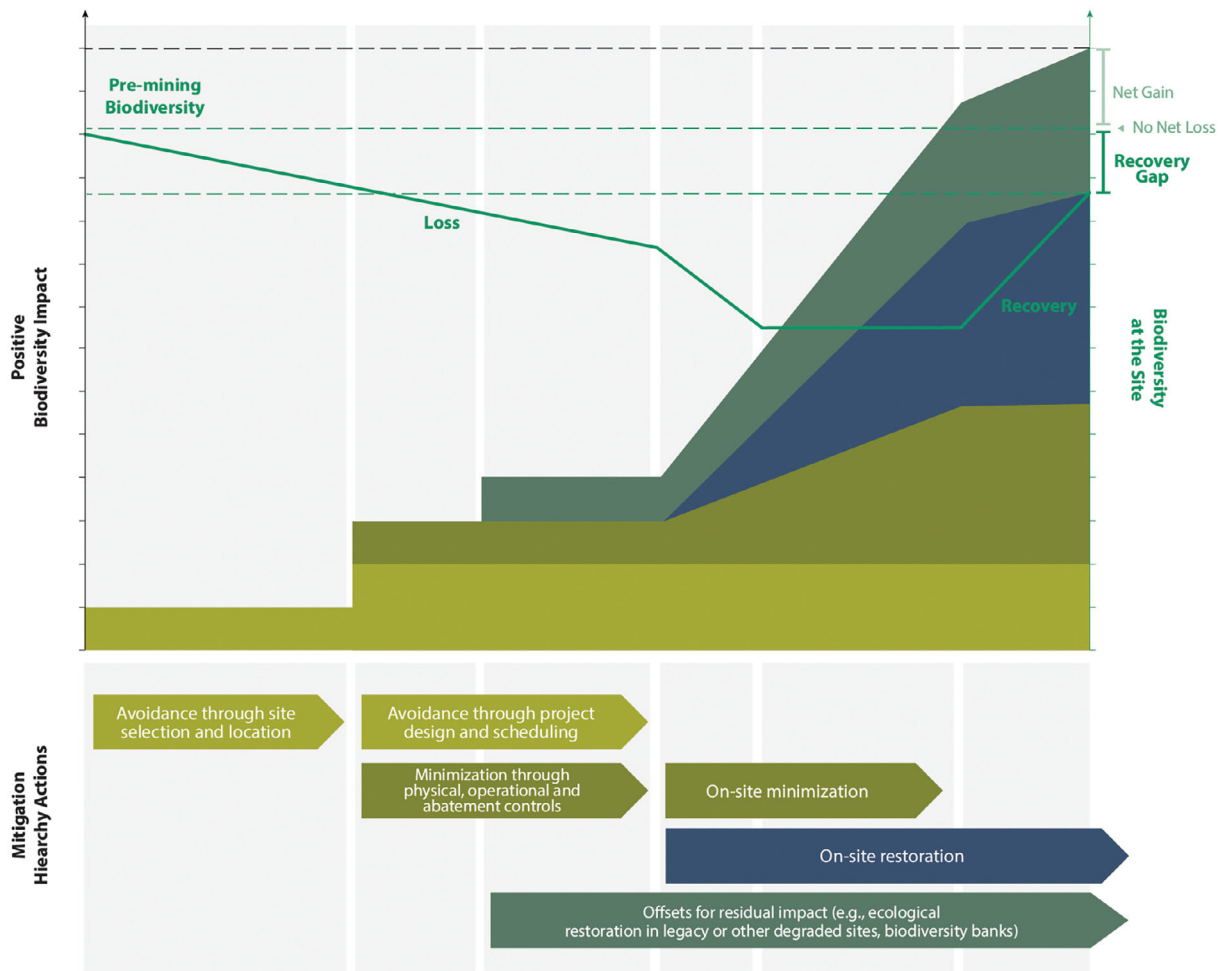 Pre-mining
Biodiversity
Loss
Recovery
Net Gain
No Net Loss
Recovery
Gap
Positive
Biodiversity Impact
Biodiversity
at the Site
Mitigation
Hiearchy Actions
Avoidance through site
selection and location
Avoidance through project
design and scheduling
Minimization through
physical, operational and
abatement controls
On-site minimization
On-site restoration
Offsets for residual impact (e.g., ecological
restoration in legacy or other degraded sites, biodiversity banks)